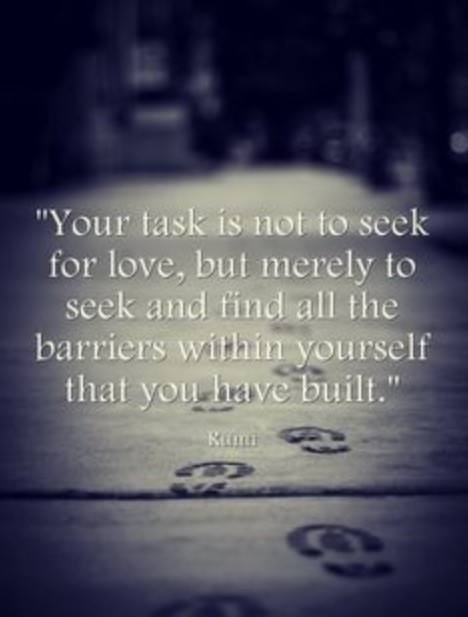 "Your task is not to seek
for love, but merely to
seek and find all the
barriers within yourself
that you have built."
Rumi